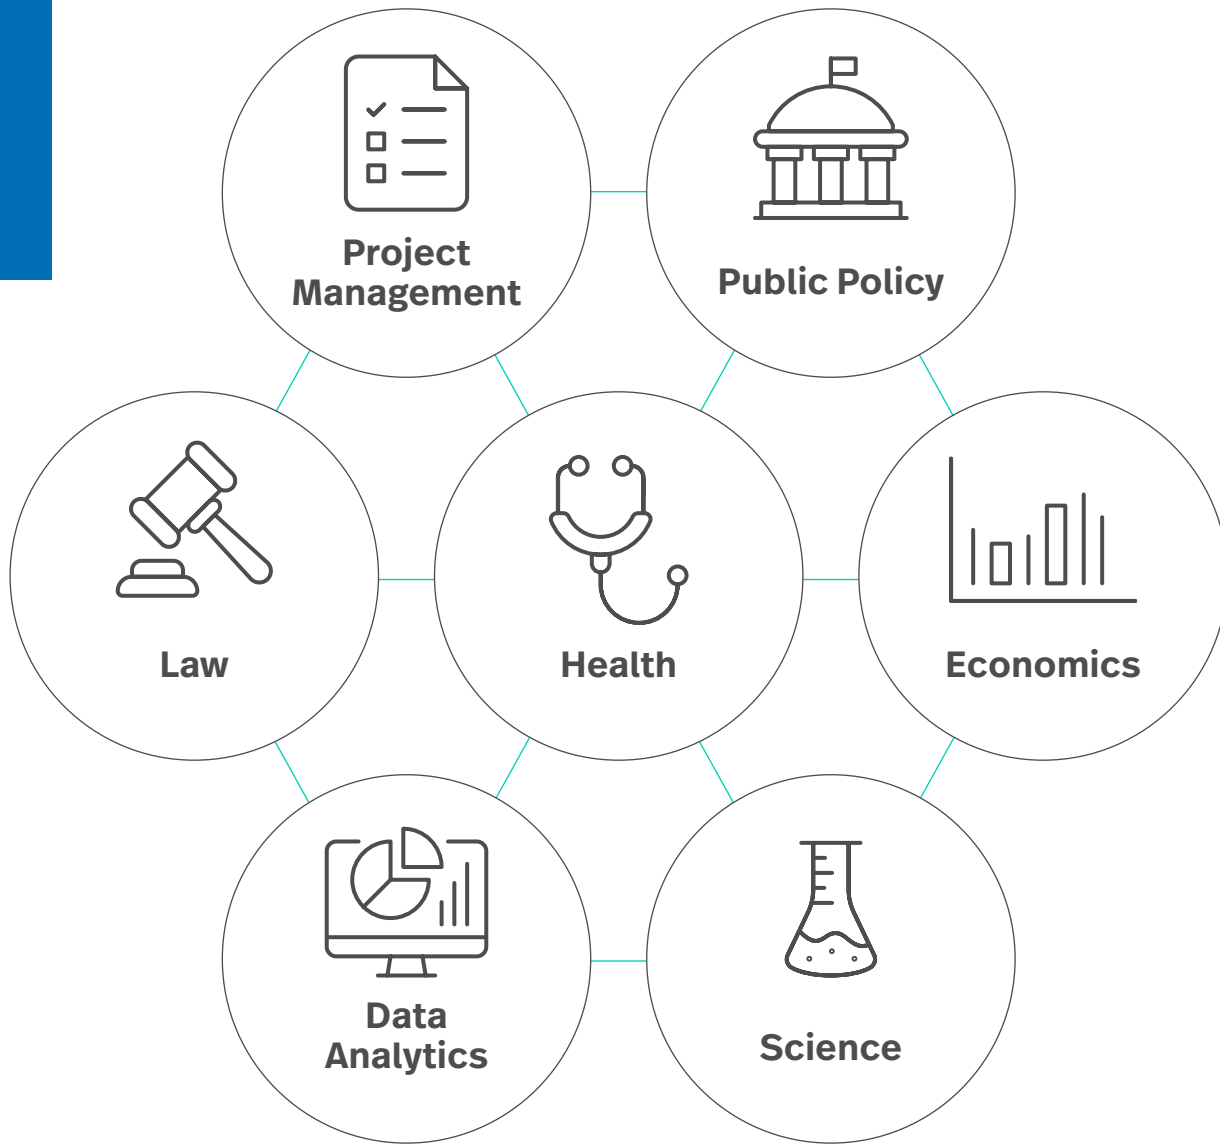 Project
Management
Public Policy
Law
Health
Economics
Data
Analytics
Science